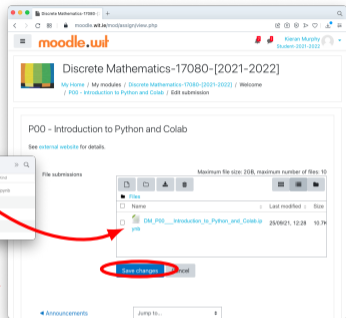 Discrete Mathematics-17080-[
moodle.wit.ie/mod/assign/view.php
moodle.wit
Kieran Murphy
Student-2021-2022
Discrete Mathematics-17080-[2021-2022]
My Home / My modules / Discrete Mathematics-17080-[2021-2022] / Welcome
/ P00 - Introduction to Python and Colab / Edit submission
P00 - Introduction to Python and Colab
See external website for details.
File submissions
Maximum file size: 2GB, maximum number of files: 10
Files
Name
Last modified
Size
DM_P00___Introduction_to_Python_and_Colab.ip
ynb
25/09/21, 12:28
10.7K
Save changes
Cancel
◄ Announcements
Jump to...